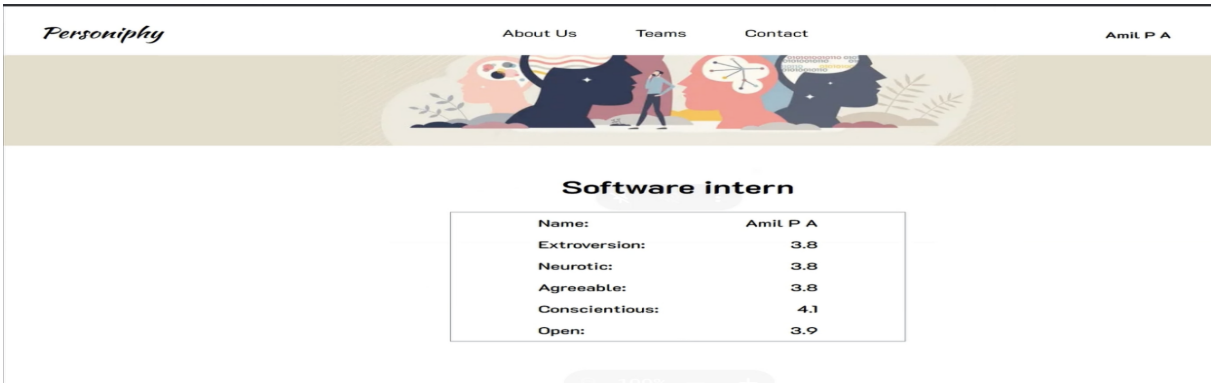 Personiphy About Us Teams Contact Amil P A
Software intern
Name: Amil P A
Extroversion: 3.8
Neurotic: 3.8
Agreeable: 3.8
Conscientious: 4.1
Open: 3.9